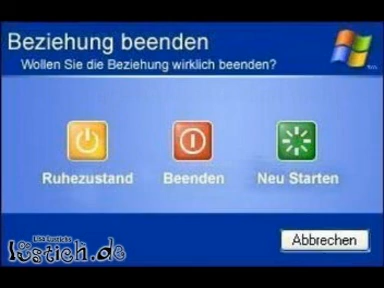 Beziehung beenden
Wollen Sie die Beziehung wirklich beenden?
Ruhezustand Beenden Neu Starten
Abbrechen
lustich.de